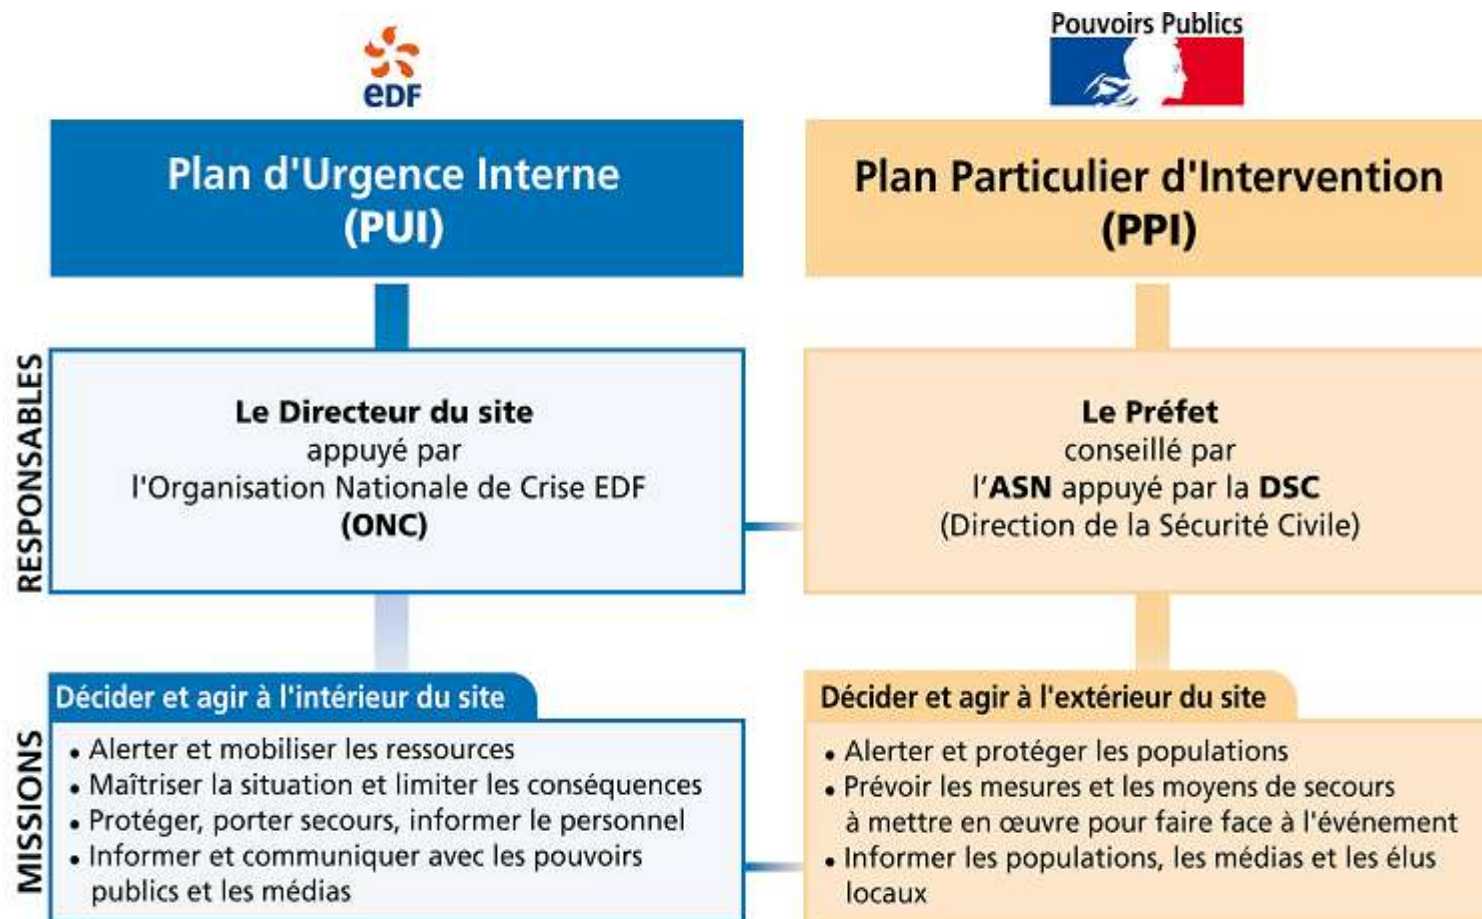 eDF
Pouvoirs Publics
Plan d'Urgence Interne
(PUI)
Plan Particulier d'Intervention
(PPI)
RESPONSABLES
Le Directeur du site
appuyé par
l'Organisation Nationale de Crise EDF
(ONC)
Le Préfet
conseillé par
l'ASN appuyé par la DSC
(Direction de la Sécurité Civile)
MISSIONS
Décider et agir à l'intérieur du site
• Alerter et mobiliser les ressources
• Maîtriser la situation et limiter les conséquences
• Protéger, porter secours, informer le personnel
• Informer et communiquer avec les pouvoirs
publics et les médias
Décider et agir à l'extérieur du site
• Alerter et protéger les populations
• Prévoir les mesures et les moyens de secours
à mettre en œuvre pour faire face à l'événement
• Informer les populations, les médias et les élus
locaux